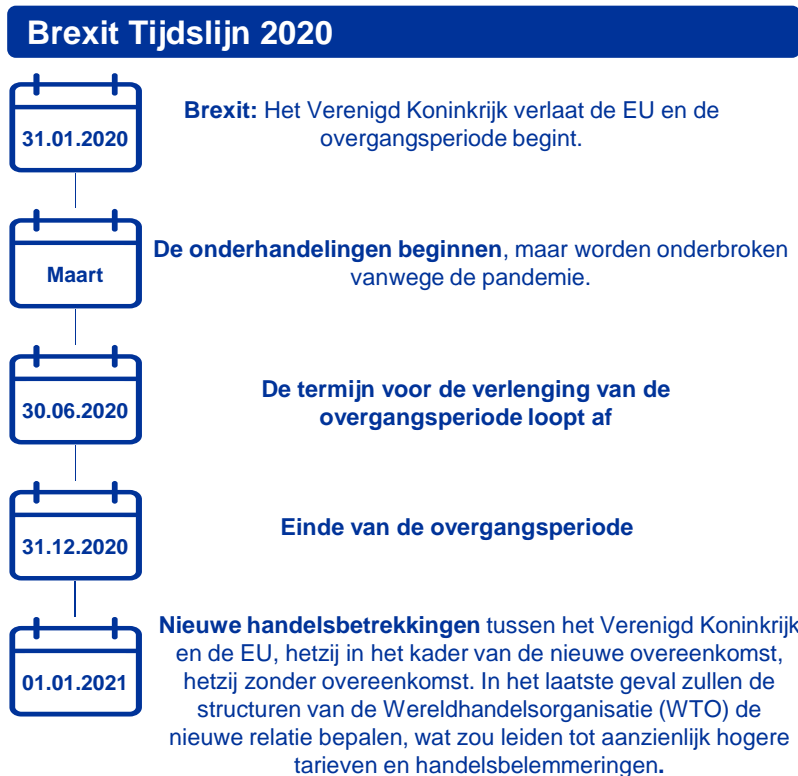 Brexit Tijdslijn 2020
31.01.2020
Brexit: Het Verenigd Koninkrijk verlaat de EU en de
overgangsperiode begint.
Maart
De onderhandelingen beginnen, maar worden onderbroken
vanwege de pandemie.
30.06.2020
De termijn voor de verlenging van de
overgangsperiode loopt af
31.12.2020
Einde van de overgangsperiode
01.01.2021
Nieuwe handelsbetrekkingen tussen het Verenigd Koninkrijk
en de EU, hetzij in het kader van de nieuwe overeenkomst,
hetzij zonder overeenkomst. In het laatste geval zullen de
structuren van de Wereldhandelsorganisatie (WTO) de
nieuwe relatie bepalen, wat zou leiden tot aanzienlijk hogere
tarieven en handelsbelemmeringen.